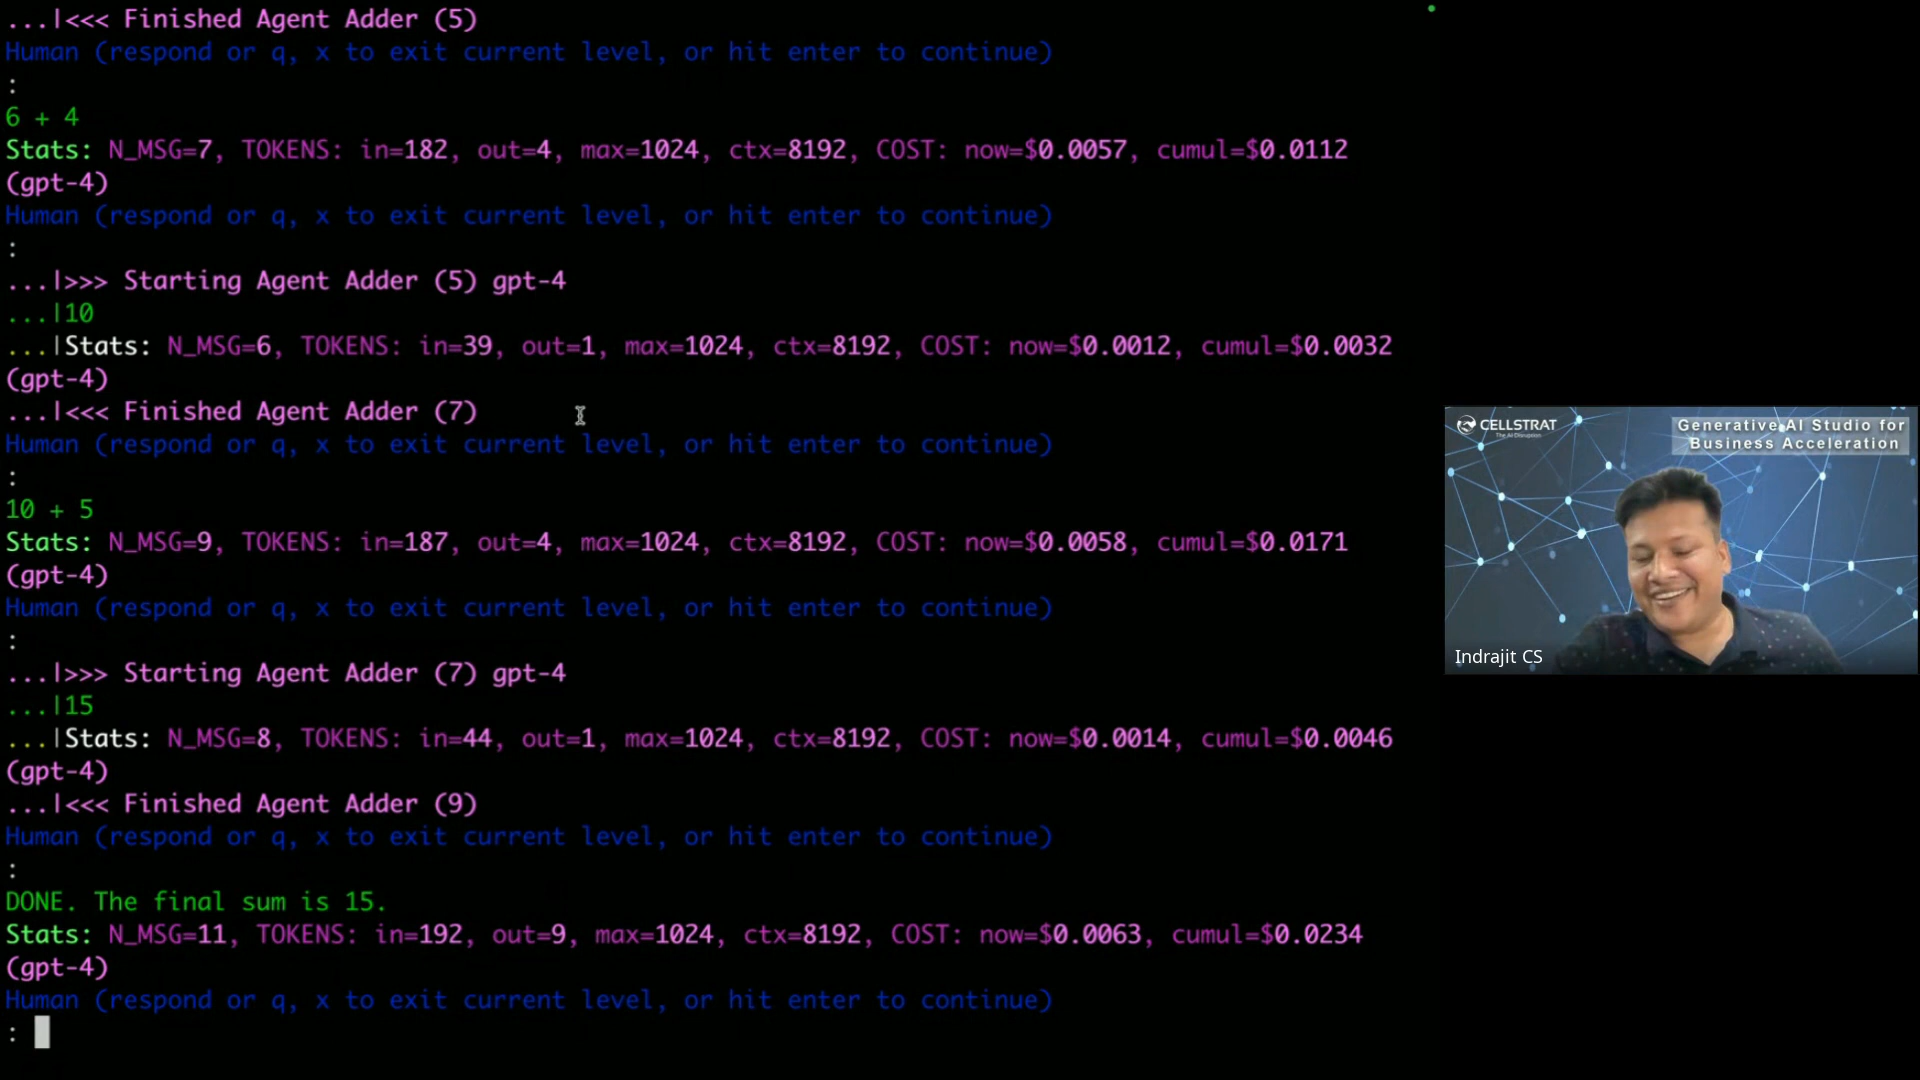 ...|<<< Finished Agent Adder (5)
Human (respond or q, x to exit current level, or hit enter to continue)
:
6 + 4
Stats: N_MSG=7, TOKENS: in=182, out=4, max=1024, ctx=8192, COST: now=$0.0057, cumul=$0.0112
(gpt-4)
Human (respond or q, x to exit current level, or hit enter to continue)
:
...|>>> Starting Agent Adder (5) gpt-4
...|10
...|Stats: N_MSG=6, TOKENS: in=39, out=1, max=1024, ctx=8192, COST: now=$0.0012, cumul=$0.0032
(gpt-4)
...|<<< Finished Agent Adder (7)
Human (respond or q, x to exit current level, or hit enter to continue)
:
10 + 5
Stats: N_MSG=9, TOKENS: in=187, out=4, max=1024, ctx=8192, COST: now=$0.0058, cumul=$0.0171
(gpt-4)
Human (respond or q, x to exit current level, or hit enter to continue)
:
...|>>> Starting Agent Adder (7) gpt-4
...|15
...|Stats: N_MSG=8, TOKENS: in=44, out=1, max=1024, ctx=8192, COST: now=$0.0014, cumul=$0.0046
(gpt-4)
...|<<< Finished Agent Adder (9)
Human (respond or q, x to exit current level, or hit enter to continue)
:
DONE. The final sum is 15.
Stats: N_MSG=11, TOKENS: in=192, out=9, max=1024, ctx=8192, COST: now=$0.0063, cumul=$0.0234
(gpt-4)
Human (respond or q, x to exit current level, or hit enter to continue)
:
CELLSTRAT
The AI Disruption
Generative AI Studio for
Business Acceleration
Indrajit CS